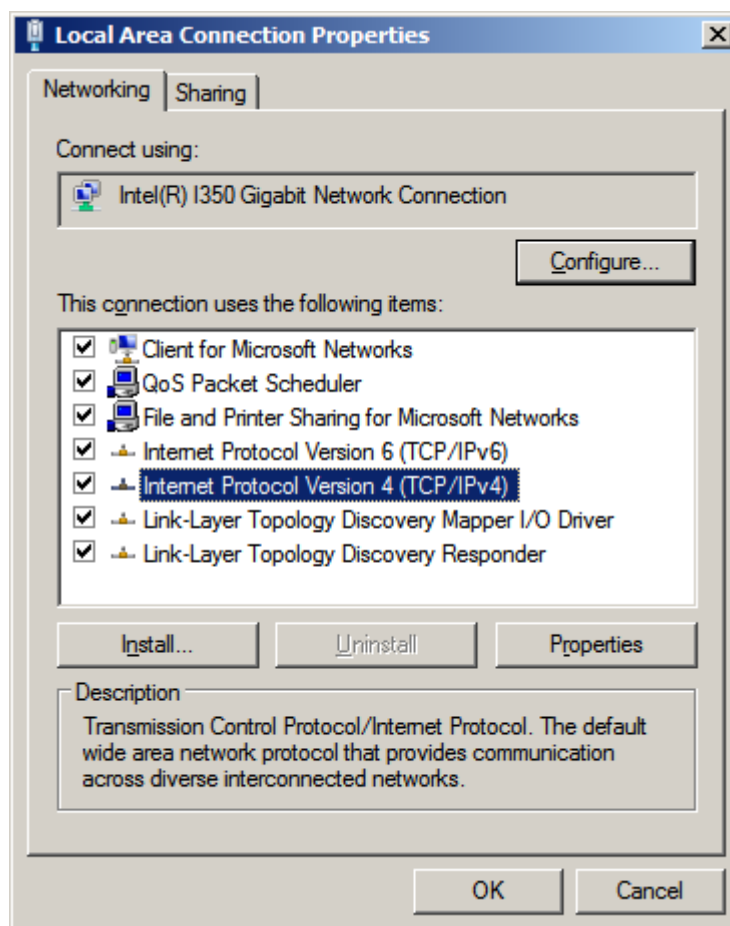 Local Area Connection Properties
Networking
Sharing
Connect using:
Intel(R) I350 Gigabit Network Connection
Configure...
This connection uses the following items:
Client for Microsoft Networks
QoS Packet Scheduler
File and Printer Sharing for Microsoft Networks
Internet Protocol Version 6 (TCP/IPv6)
Internet Protocol Version 4 (TCP/IPv4)
Link-Layer Topology Discovery Mapper I/O Driver
Link-Layer Topology Discovery Responder
Install...
Uninstall
Properties
Description
Transmission Control Protocol/Internet Protocol. The default
wide area network protocol that provides communication
across diverse interconnected networks.
OK
Cancel